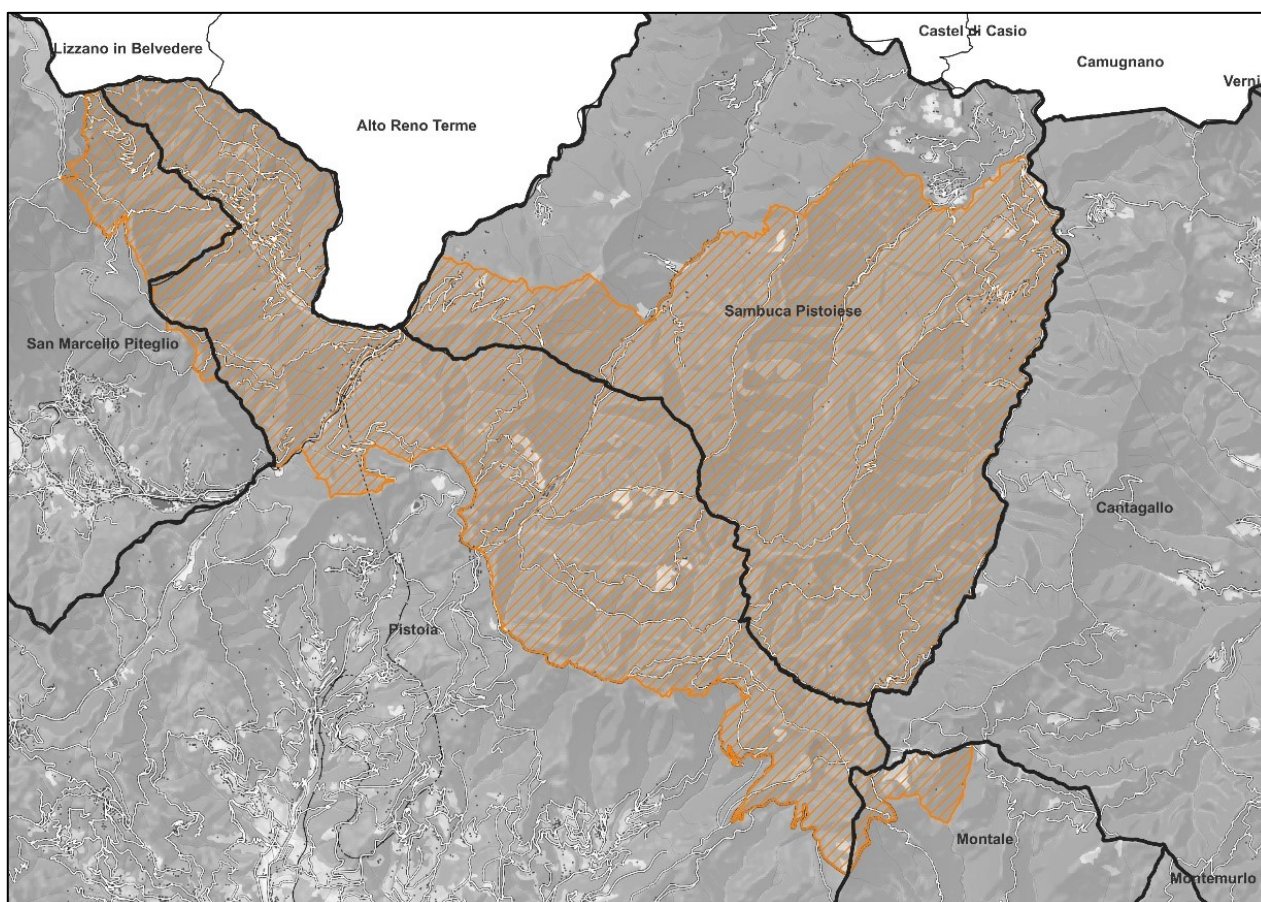 Castel di Casio
Lizzano in Belvedere
Camugnano
Verni
Alto Reno Terme
Sambuca Pistoiese
San Marcello Piteglio
Cantagallo
Pistoia
Montale
Montemurlo